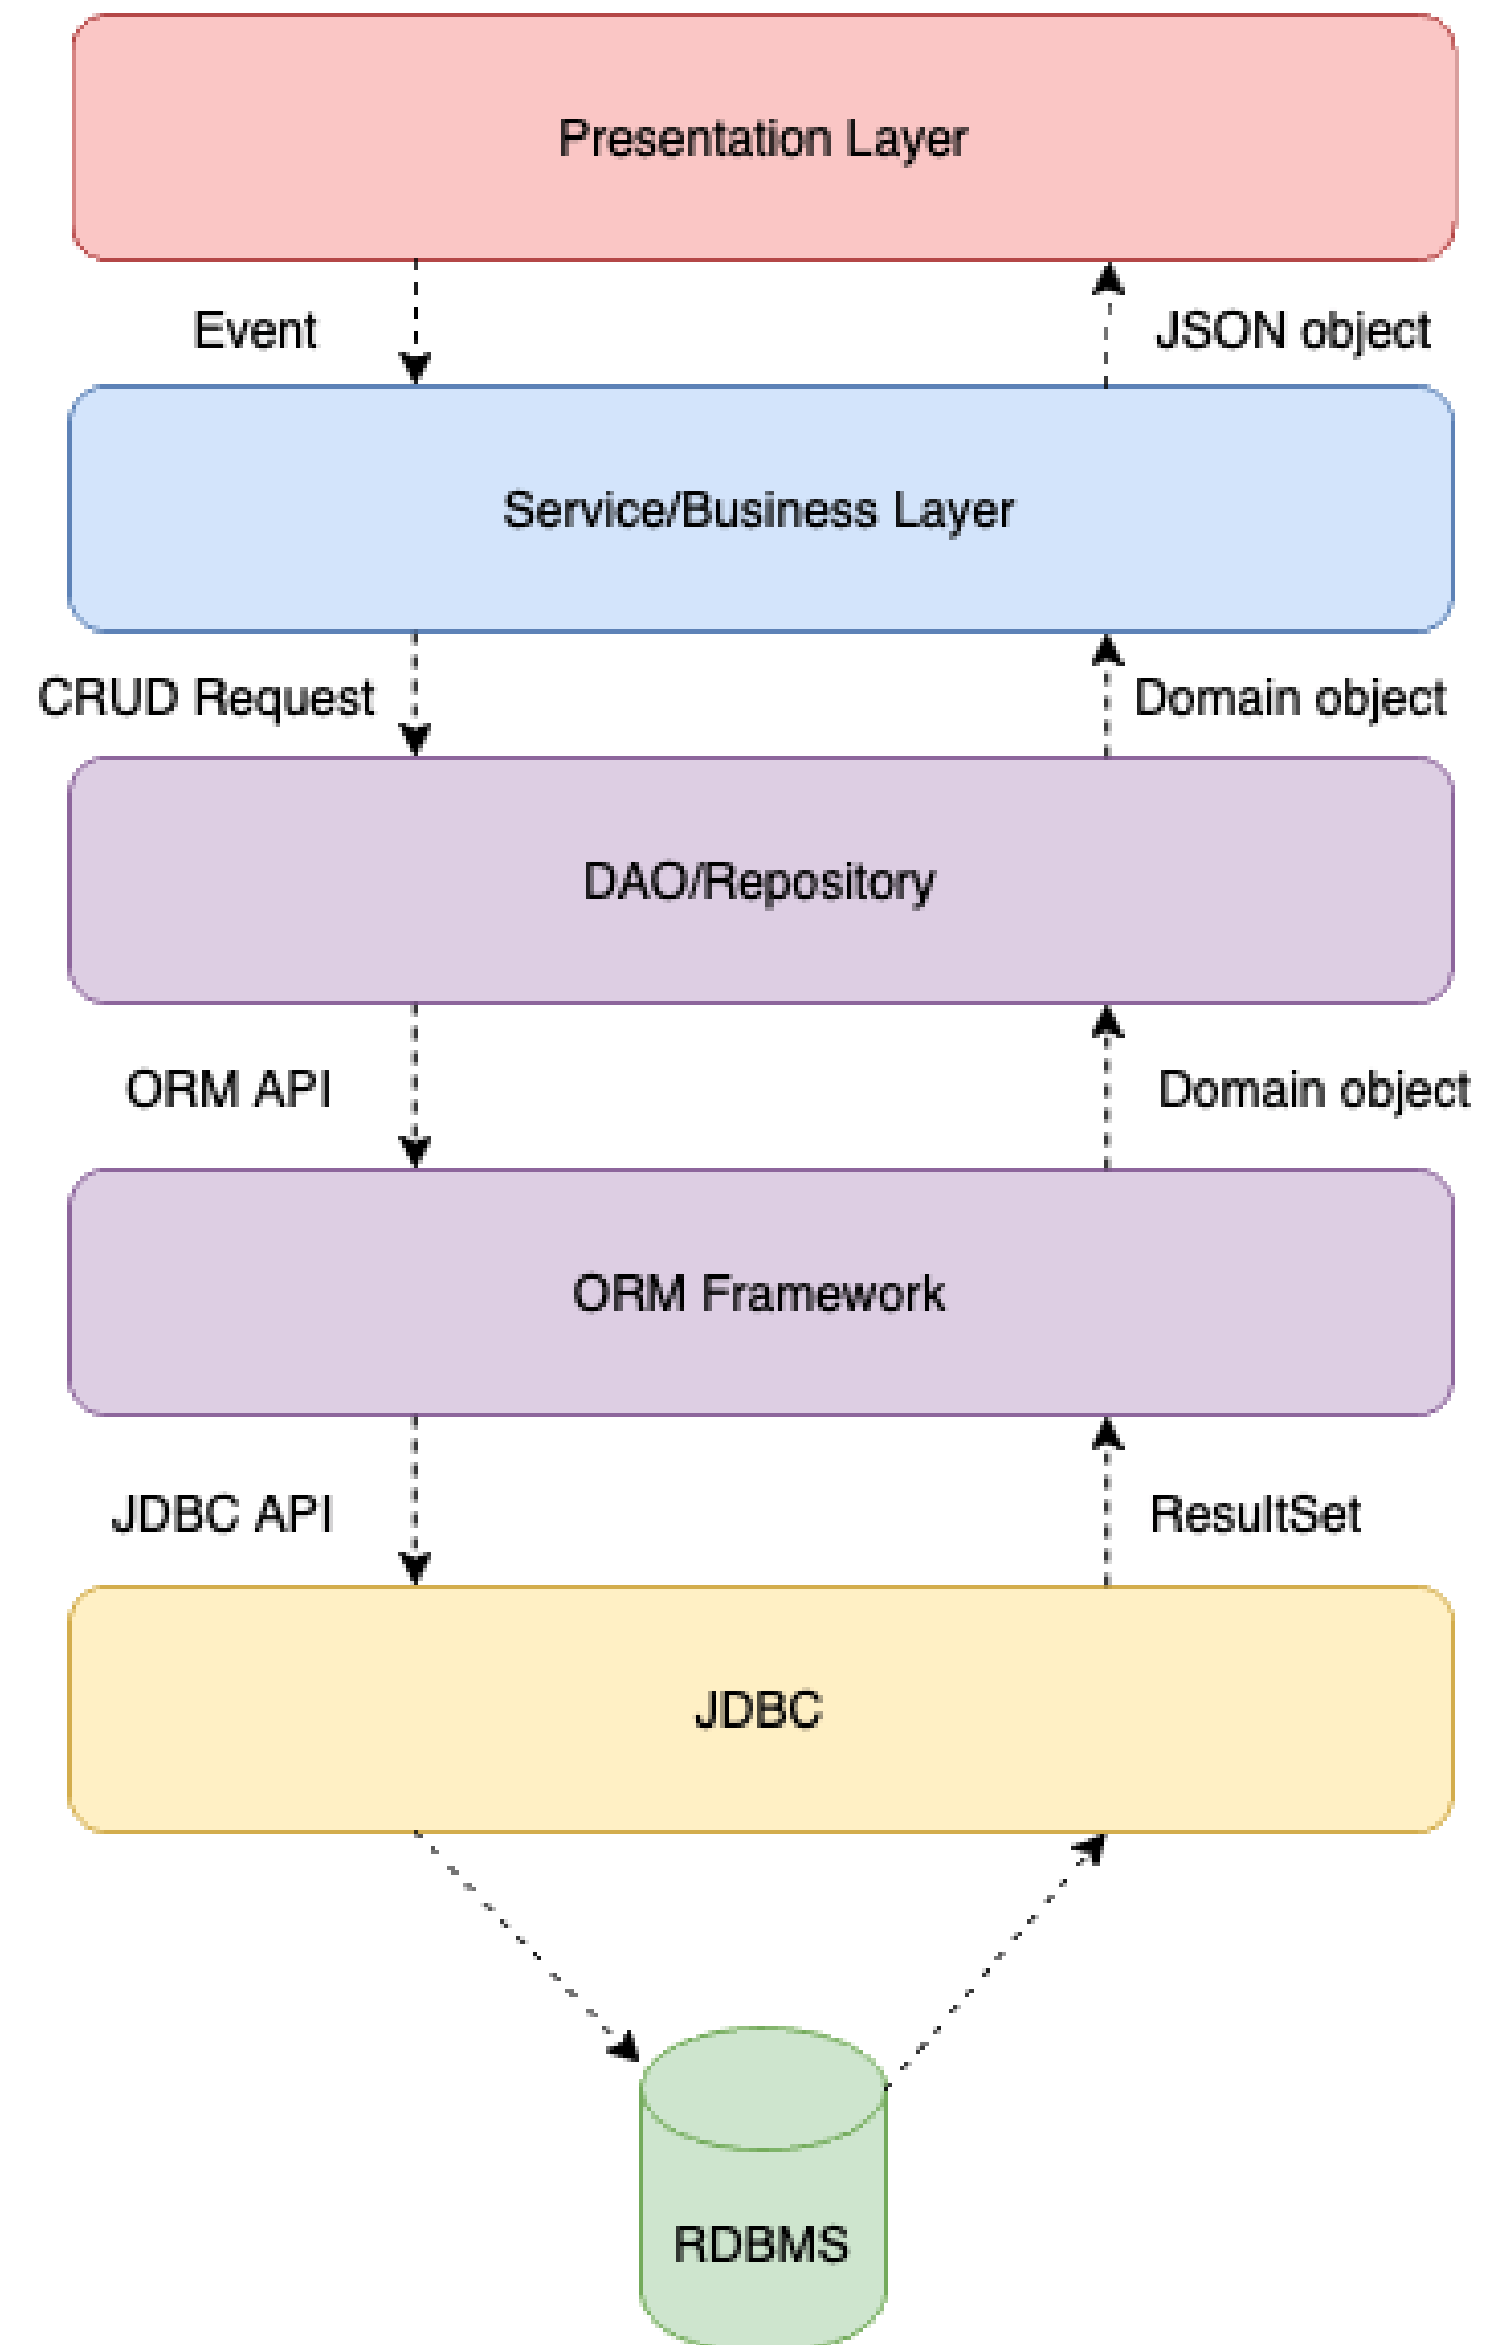 Presentation Layer
Event
JSON object
Service/Business Layer
CRUD Request
Domain object
DAO/Repository
ORM API
Domain object
ORM Framework
JDBC API
ResultSet
JDBC
RDBMS